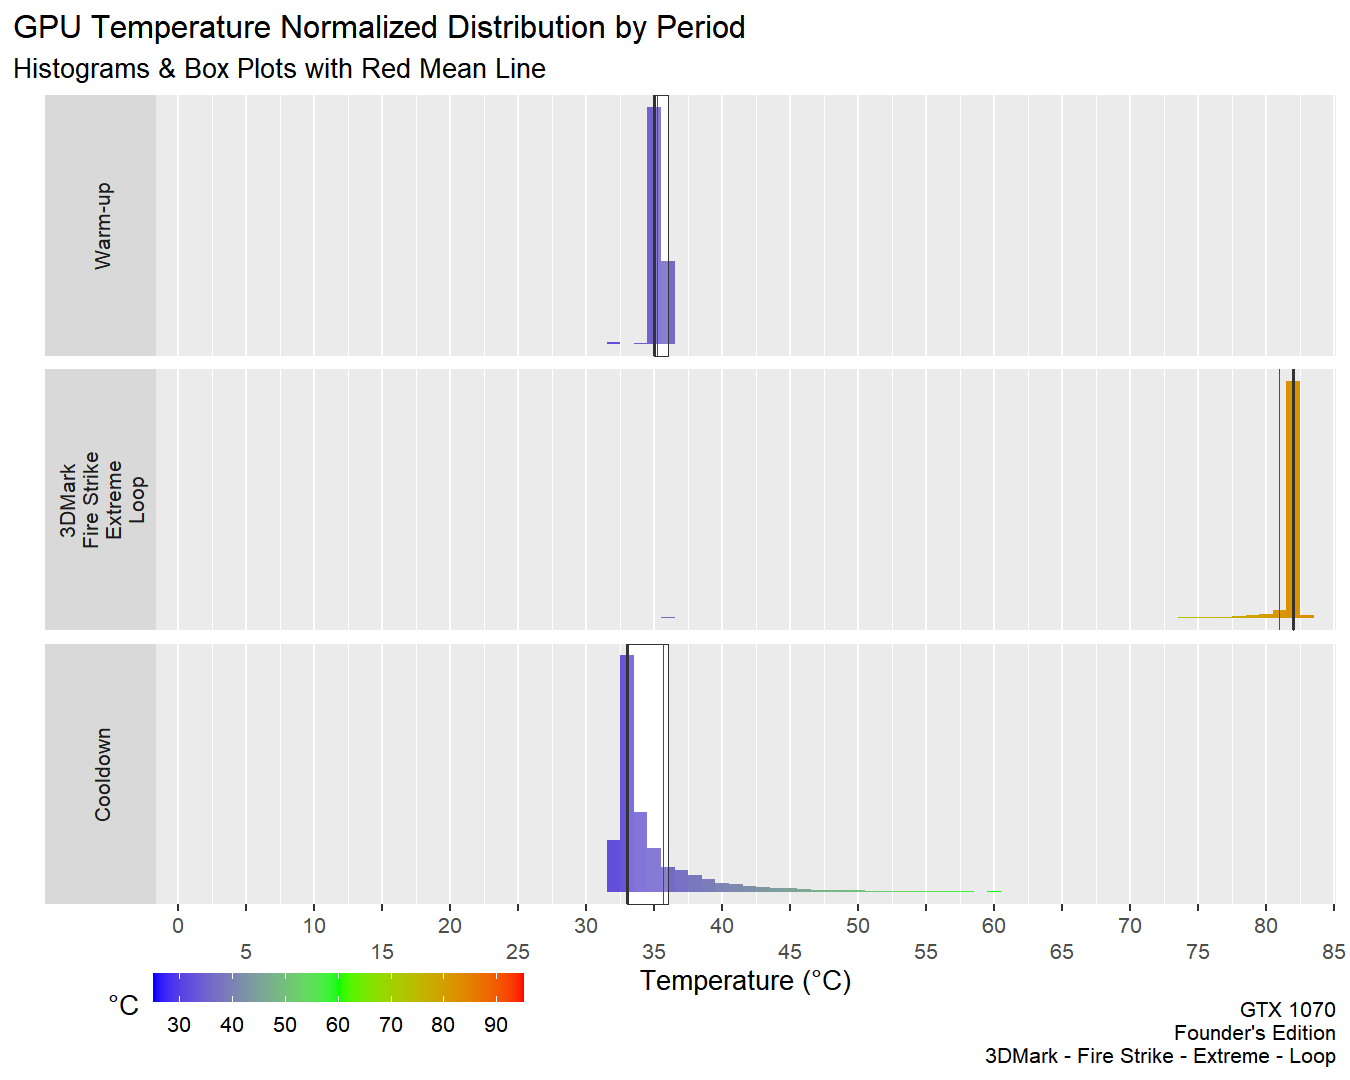 GPU Temperature Normalized Distribution by Period
Histograms & Box Plots with Red Mean Line
Warm-up
3DMark
Fire Strike
Extreme
Loop
Cooldown
0 10 20 30 40 50 60 70 80
5 15 25 35 45 55 65 75 85
Temperature (°C)
°C
30 40 50 60 70 80 90
GTX 1070
Founder's Edition
3DMark - Fire Strike - Extreme - Loop